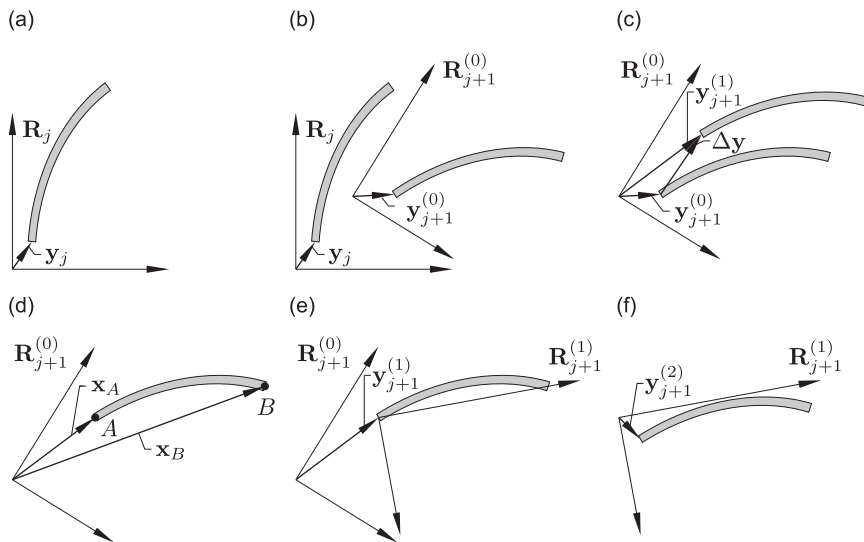 (a)
(b)
(c)
R_j
y_j
R_j
R_{j+1}^{(0)}
y_{j+1}^{(0)}
y_j
R_{j+1}^{(0)}
y_{j+1}^{(1)}
Δy
y_{j+1}^{(0)}
(d)
(e)
(f)
R_{j+1}^{(0)}
x_A
A
B
x_B
R_{j+1}^{(0)}
y_{j+1}^{(1)}
R_{j+1}^{(1)}
y_{j+1}^{(2)}
R_{j+1}^{(1)}